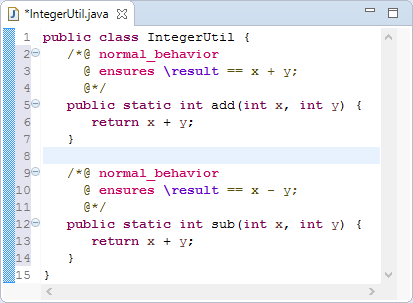 *IntegerUtil.java
1 public class IntegerUtil {
2 /*@ normal_behavior
3 @ ensures \result == x + y;
4 @*/
5 public static int add(int x, int y) {
6 return x + y;
7 }
8
9 /*@ normal_behavior
10 @ ensures \result == x - y;
11 @*/
12 public static int sub(int x, int y) {
13 return x + y;
14 }
15 }